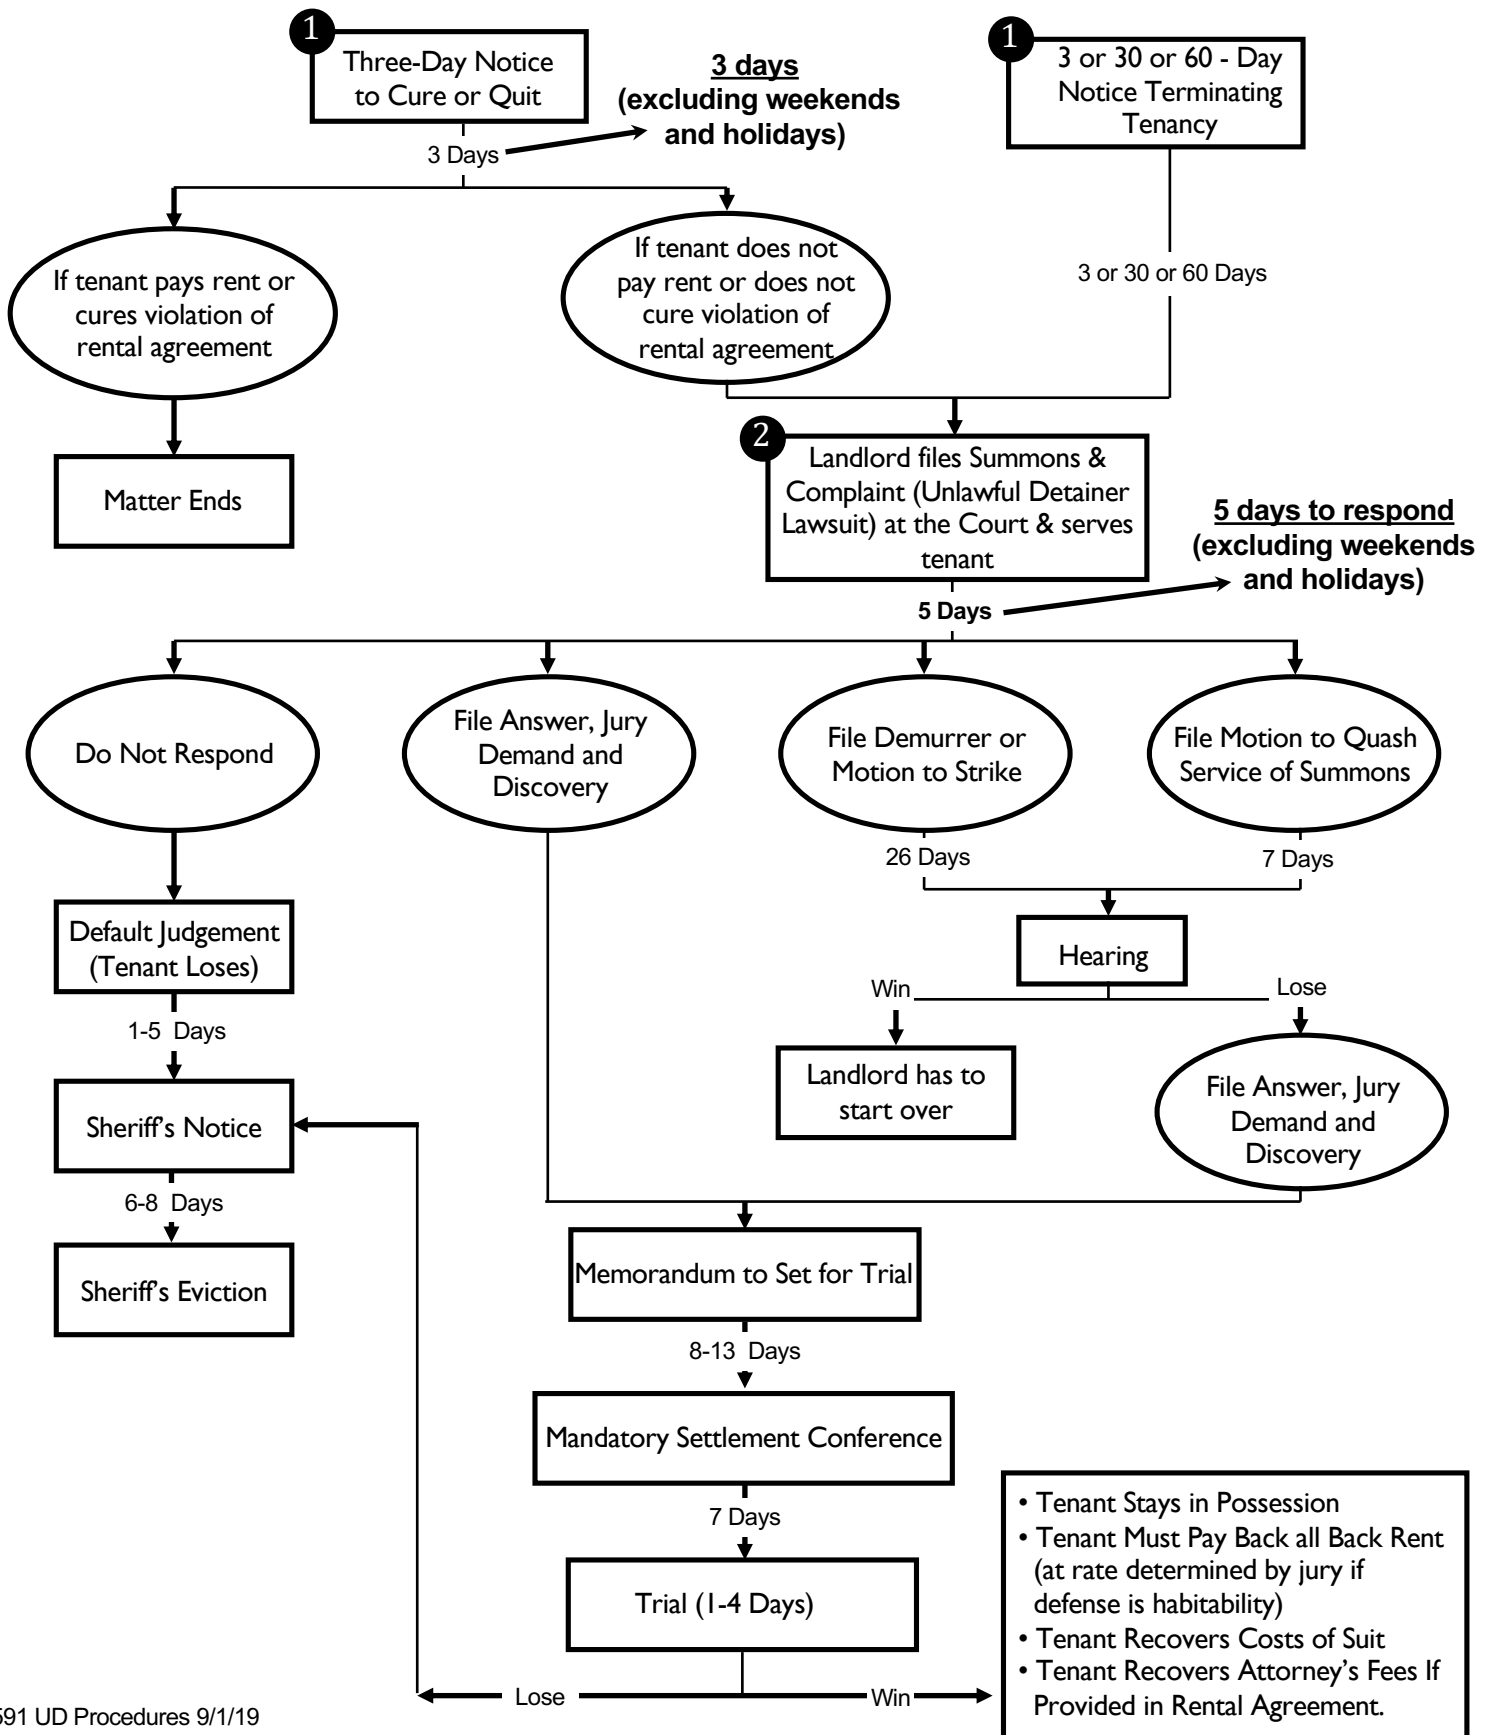 1
Three-Day Notice
to Cure or Quit
3 days
(excluding weekends
and holidays)
1
3 or 30 or 60 - Day
Notice Terminating
Tenancy
3 Days
If tenant pays rent or
cures violation of
rental agreement
If tenant does not
pay rent or does not
cure violation of
rental agreement
3 or 30 or 60 Days
Matter Ends
2
Landlord files Summons &
Complaint (Unlawful Detainer
Lawsuit) at the Court & serves
tenant
5 days to respond
(excluding weekends
and holidays)
5 Days
Do Not Respond
File Answer, Jury
Demand and
Discovery
File Demurrer or
Motion to Strike
File Motion to Quash
Service of Summons
26 Days
7 Days
Default Judgement
(Tenant Loses)
Hearing
Win
Lose
1-5 Days
Landlord has to
start over
File Answer, Jury
Demand and
Discovery
Sheriff's Notice
6-8 Days
Sheriff's Eviction
Memorandum to Set for Trial
8-13 Days
Mandatory Settlement Conference
7 Days
Trial (1-4 Days)
Lose
Win
• Tenant Stays in Possession
• Tenant Must Pay Back all Back Rent
(at rate determined by jury if
defense is habitability)
• Tenant Recovers Costs of Suit
• Tenant Recovers Attorney's Fees If
Provided in Rental Agreement.
591 UD Procedures 9/1/19